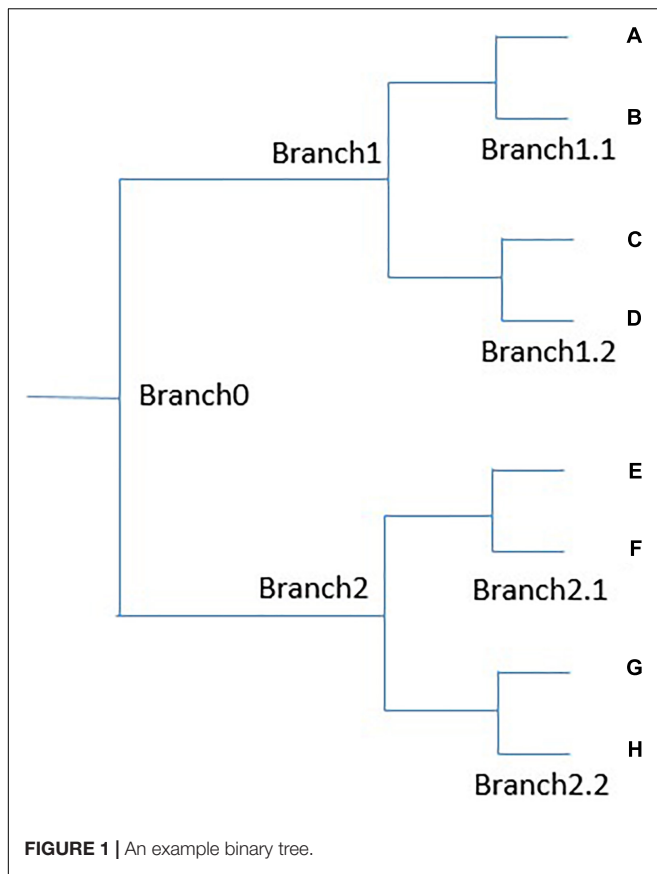 A
B
Branch1
Branch1.1
C
D
Branch1.2
Branch0
E
F
Branch2
Branch2.1
G
H
Branch2.2
FIGURE 1 | An example binary tree.